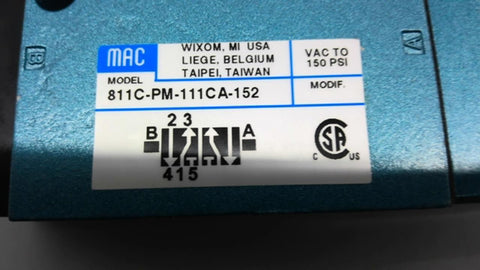 MAC
WIXOM, MI USA
LIEGE, BELGIUM
TAIPEI, TAIWAN
VAC TO
150 PSI
MODEL
811C-PM-111CA-152
MODIF.
B
2 3
A
4 1 5
SA
C US
B
A